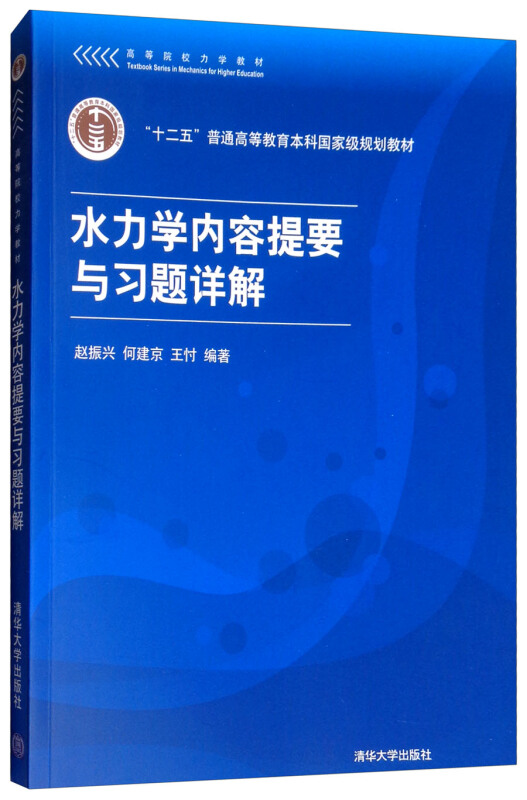 高等院校力学教材
Textbook Series in Mechanics for Higher Education
“十二五”普通高等教育本科国家级规划教材
水力学内容提要
与习题详解
赵振兴 何建京 王忖 编著
清华大学出版社
高等院校力学教材
水力学内容提要与习题详解
清华大学出版社